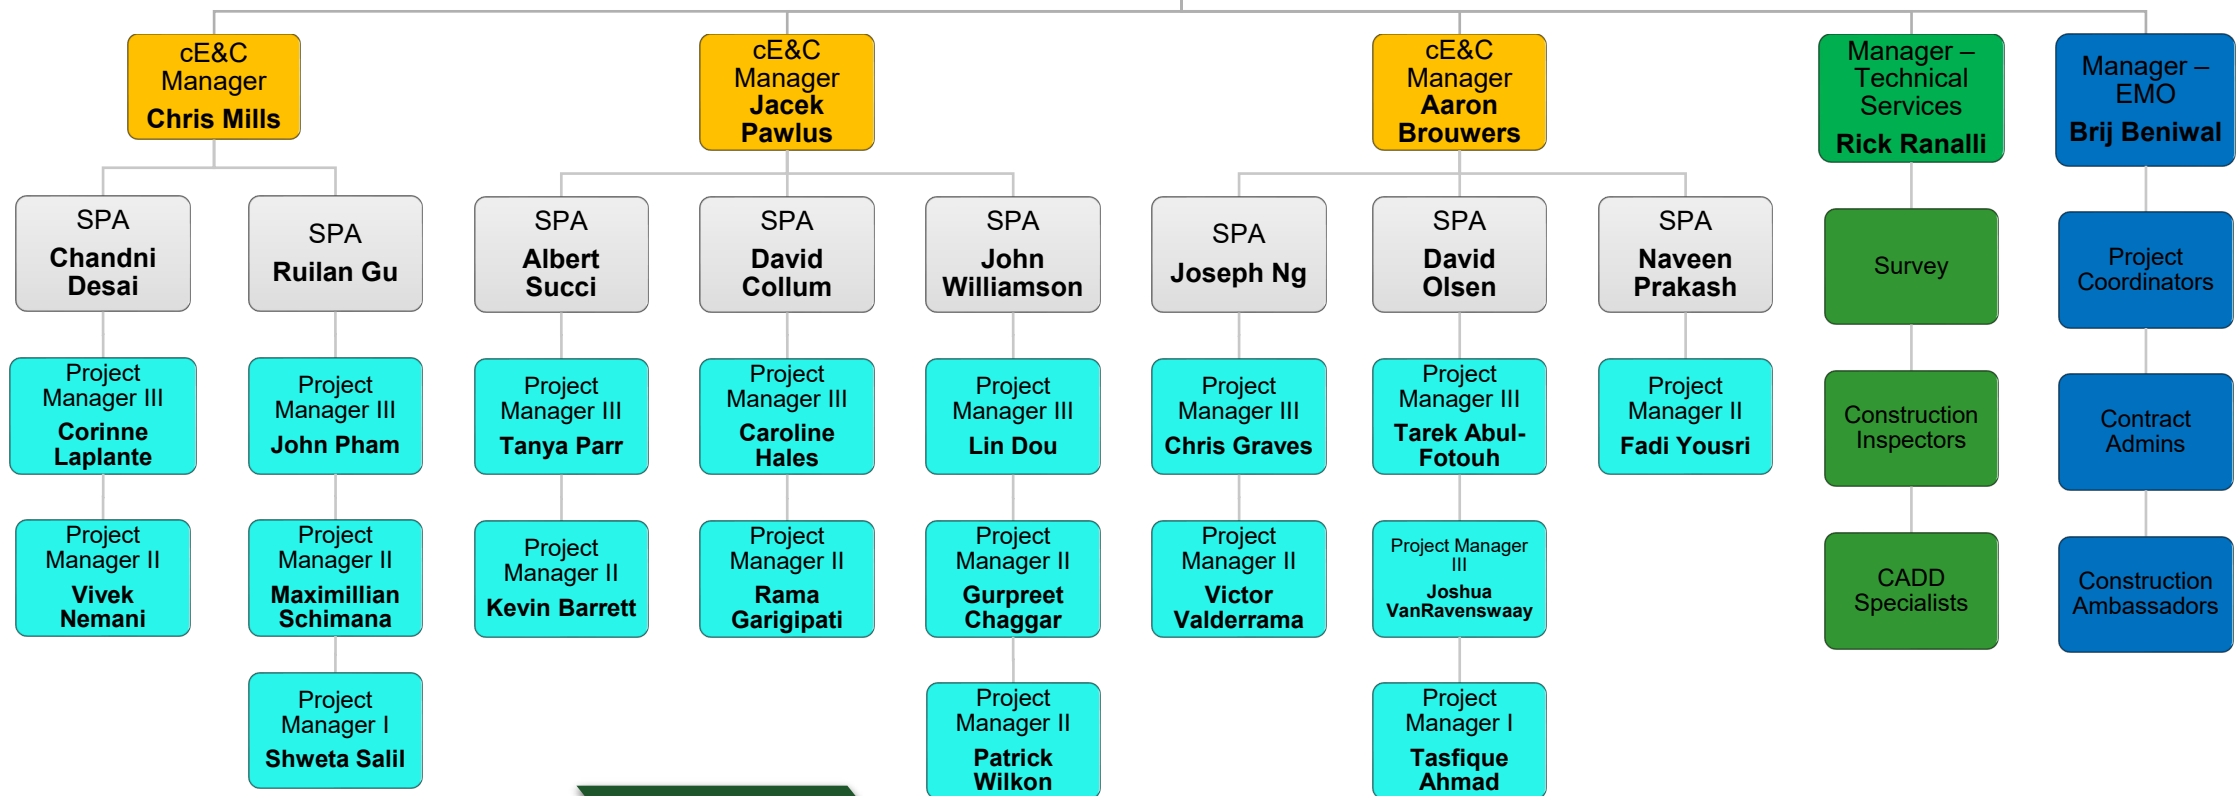 cE&C
Manager
Chris Mills
cE&C
Manager
Jacek
Pawlus
cE&C
Manager
Aaron
Brouwers
Manager –
Technical
Services
Rick Ranalli
Manager –
EMO
Brij Beniwal
SPA
Chandni
Desai
SPA
Ruilan Gu
SPA
Albert
Succi
SPA
David
Collum
SPA
John
Williamson
SPA
Joseph Ng
SPA
David
Olsen
SPA
Naveen
Prakash
Survey
Project
Coordinators
Project
Manager III
Corinne
Laplante
Project
Manager III
John Pham
Project
Manager III
Tanya Parr
Project
Manager III
Caroline
Hales
Project
Manager III
Lin Dou
Project
Manager III
Chris Graves
Project
Manager III
Tarek Abul-
Fotouh
Project
Manager II
Fadi Yousri
Construction
Inspectors
Contract
Admins
Project
Manager II
Vivek
Nemani
Project
Manager II
Maximillian
Schimana
Project
Manager II
Kevin Barrett
Project
Manager II
Rama
Garigipati
Project
Manager II
Gurpreet
Chaggar
Project
Manager II
Victor
Valderrama
Project Manager
III
Joshua
VanRavenswaay
CADD
Specialists
Construction
Ambassadors
Project
Manager I
Shweta Salil
Project
Manager II
Patrick
Wilkon
Project
Manager I
Tasfique
Ahmad